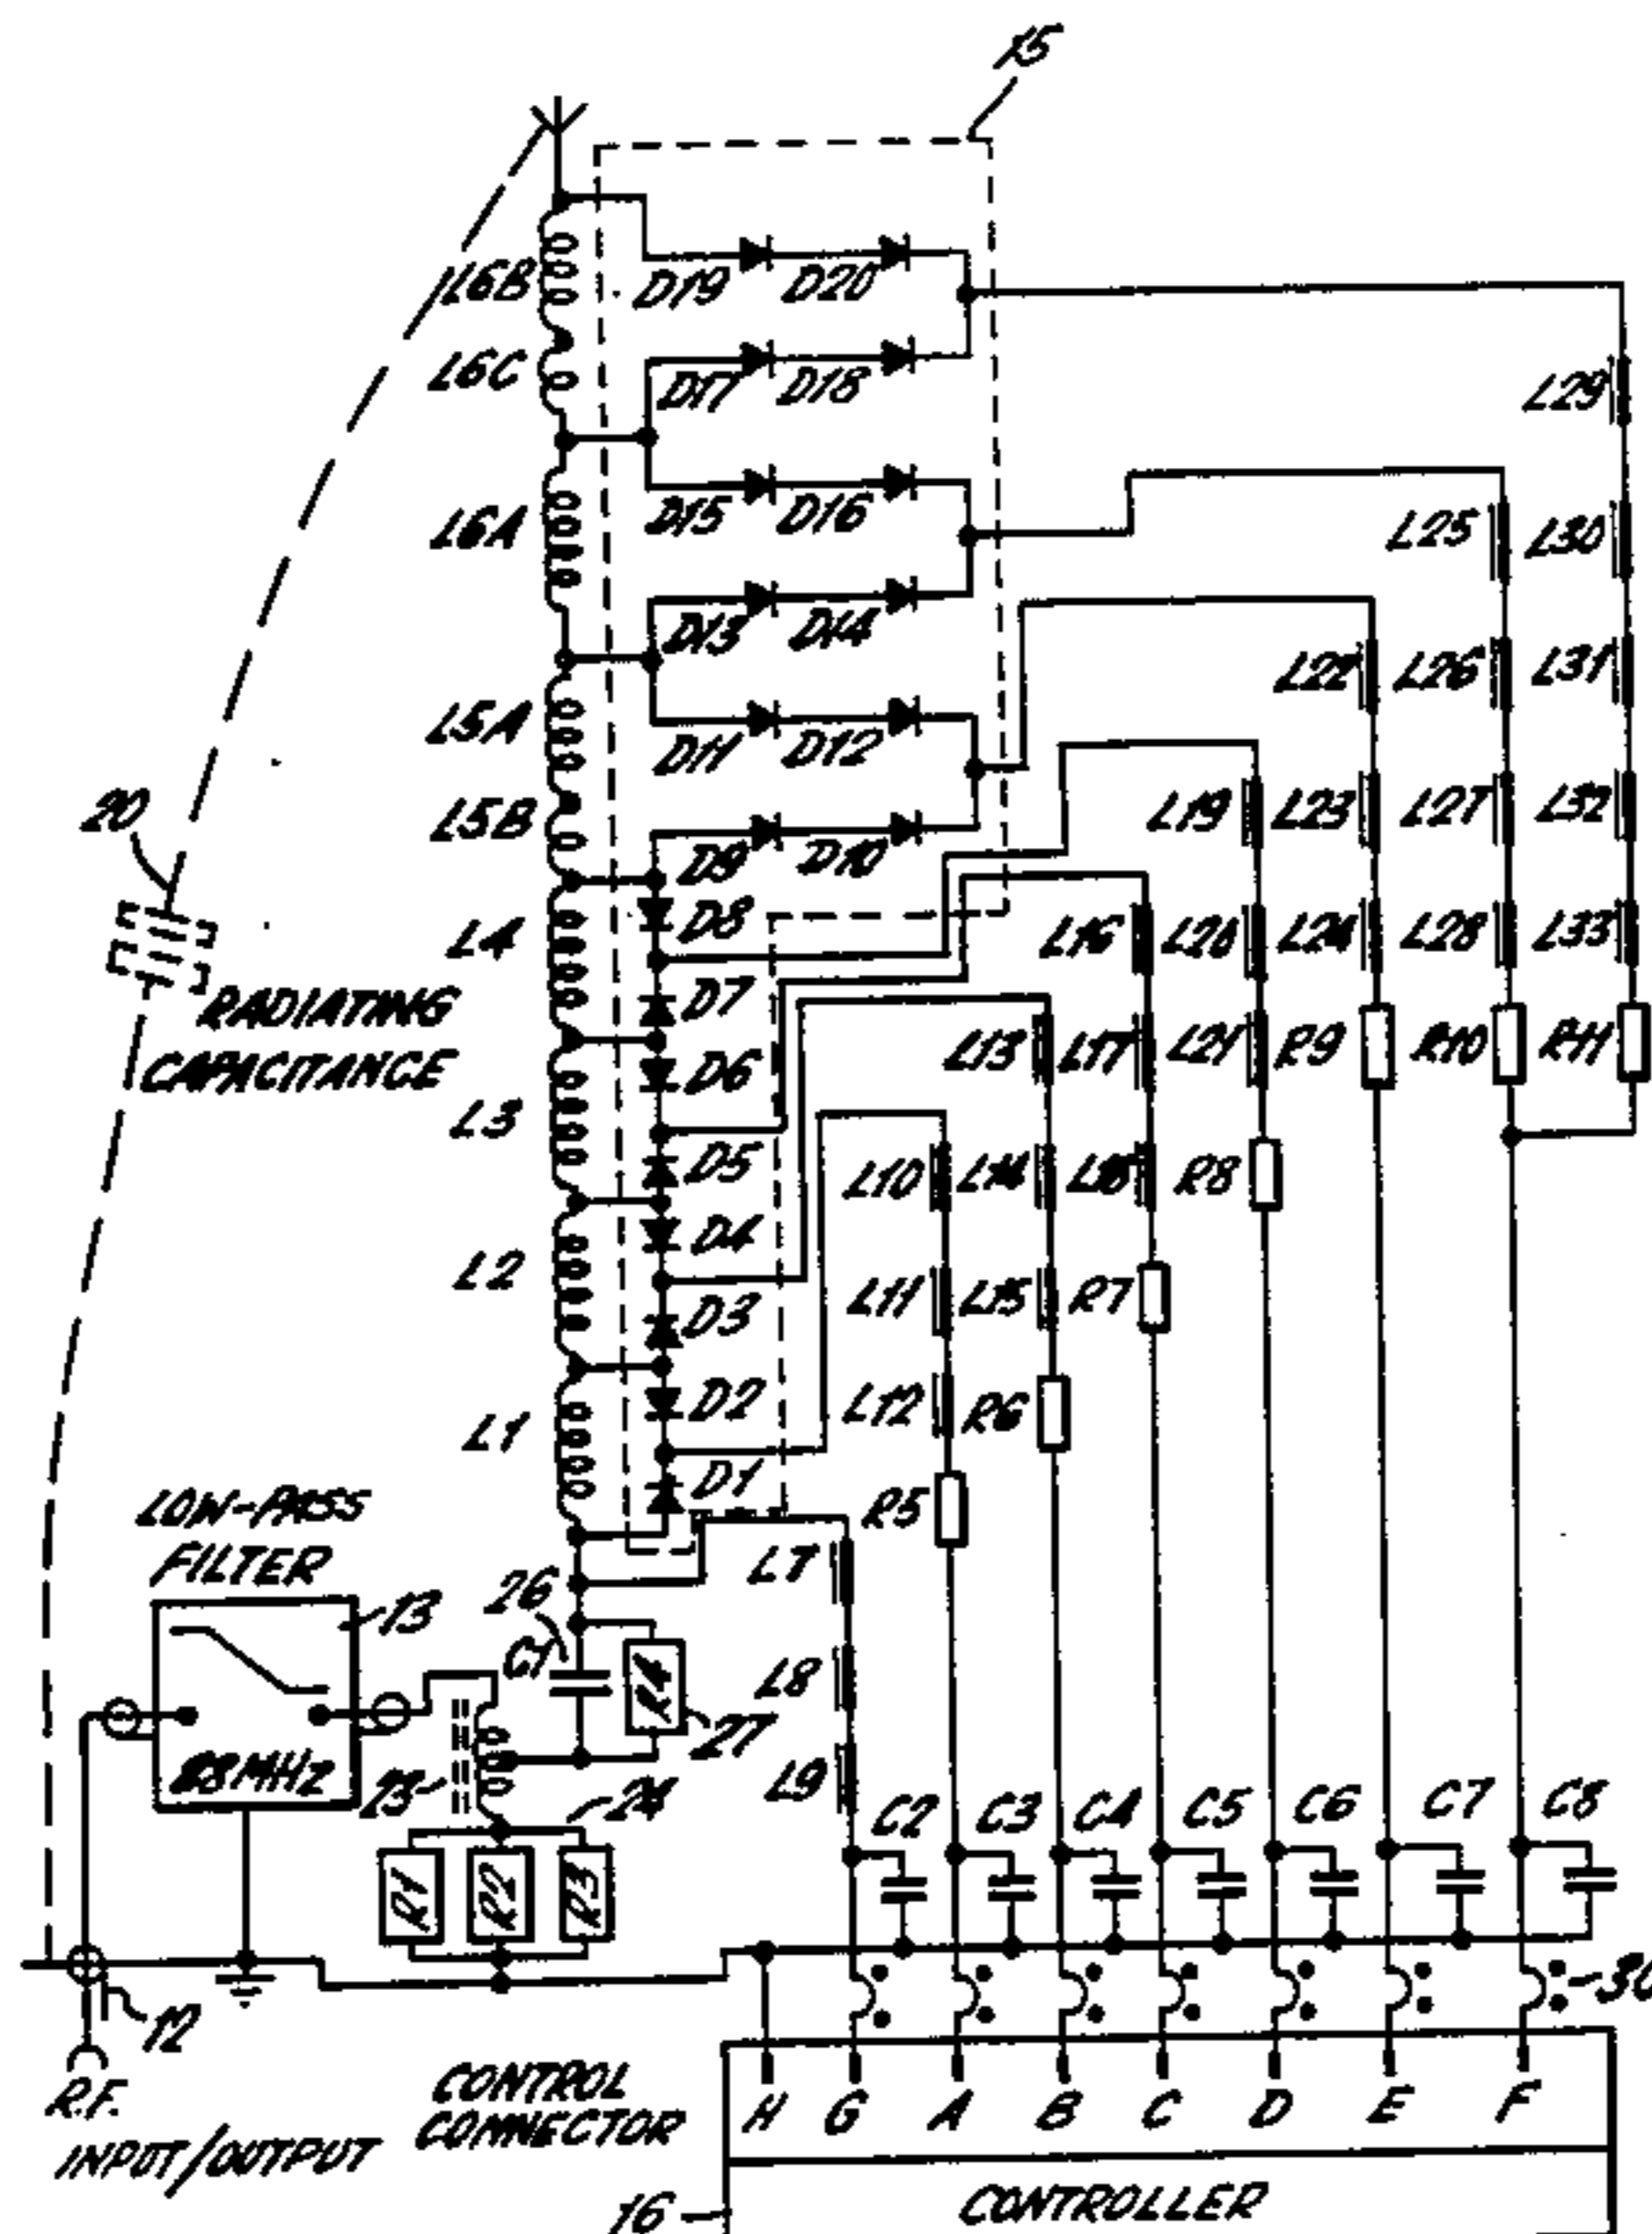 15
L6B
D19 D20
L6C
D17 D18
L29
L6A
D15 D16
L25 L30
D13 D14
L5A
D11 D12
L22 L26 L31
20
L5B
D9 D10
L19 L23 L27 L32
L4
D8
L16 L20 L24 L28 L33
RADIATING
CAPACITANCE
D7
L13 L17 L21 R9 R10 R11
D6
L3
D5
L10 L14 L18 R8
D4
L2
D3
L11 L15 R7
D2
L1
L12 R6
D1
R5
LOW-PASS
FILTER
13
26
L7
C1
R4
27
L8
88MHz
23
24
L9
R1 R2 R3
C2 C3 C4 C5 C6 C7 C8
30
12
R.F.
INPUT/OUTPUT
CONTROL
CONNECTOR
H G A B C D E F
16
CONTROLLER